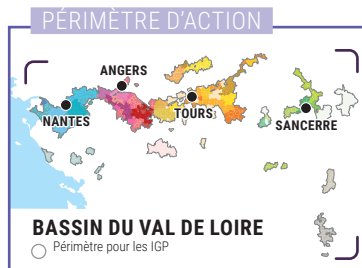 PÉRIMÈTRE D'ACTION
ANGERS
NANTES
TOURS
SANCERRE
BASSIN DU VAL DE LOIRE
Périmètre pour les IGP